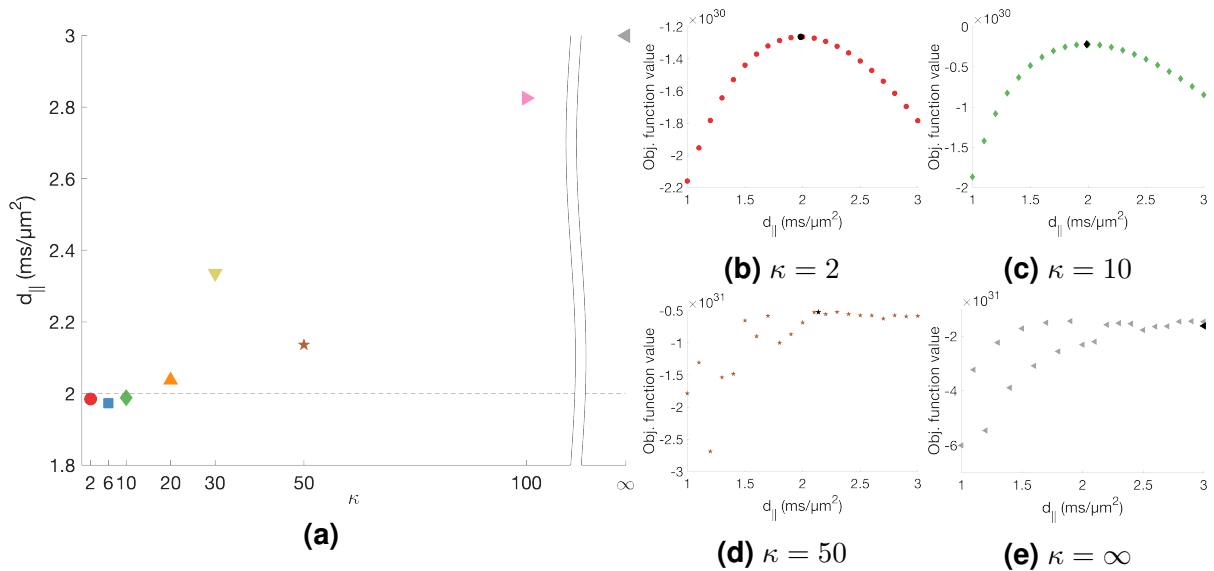 3
2.8
2.6
2.4
2.2
2
1.8
d|| (ms/μm²)
2 6 10 20 30 50 100 ∞
κ
(a)
×10³⁰
-1.2
-1.4
-1.6
-1.8
-2
-2.2
Obj. function value
1 1.5 2 2.5 3
d|| (ms/μm²)
(b) κ = 2
×10³⁰
0
-0.5
-1
-1.5
-2
Obj. function value
1 1.5 2 2.5 3
d|| (ms/μm²)
(c) κ = 10
×10³¹
-0.5
-1
-1.5
-2
-2.5
-3
Obj. function value
1 1.5 2 2.5 3
d|| (ms/μm²)
(d) κ = 50
×10³¹
-2
-4
-6
Obj. function value
1 1.5 2 2.5 3
d|| (ms/μm²)
(e) κ = ∞